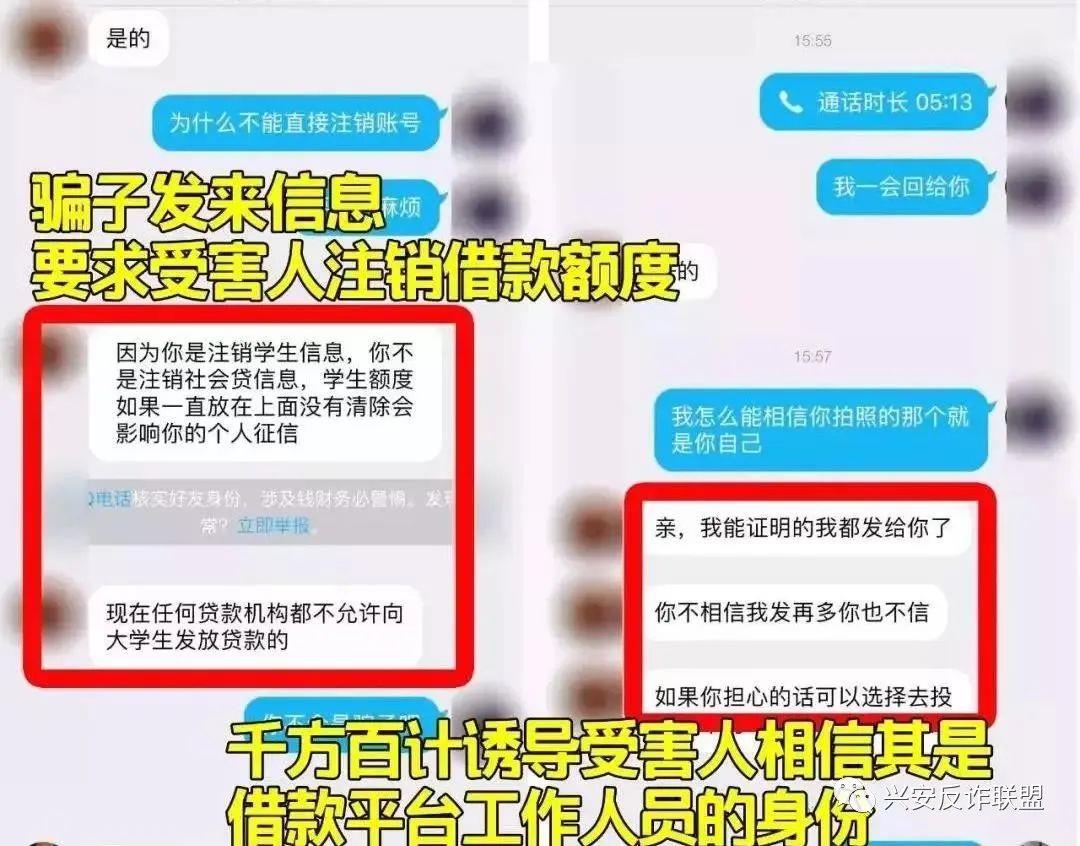 是的
为什么不能直接注销账号
麻烦
骗子发来信息
要求受害人注销借款额度
因为你是注销学生信息，你不
是注销社会贷信息，学生额度
如果一直放在上面没有清除会
影响你的个人征信
电话核实好友身份，涉及钱财务必警惕。发现
常？立即举报。
现在任何贷款机构都不允许向
大学生发放贷款的
15:55
通话时长 05:13
我一会回给你
的
15:57
我怎么能相信你拍照的那个就
是你自己
亲，我能证明的我都发给你了
你不相信我发再多你也不信
如果你担心的话可以选择去投
千方百计诱导受害人相信其是
借款平台工作人员的身份
兴安反诈联盟